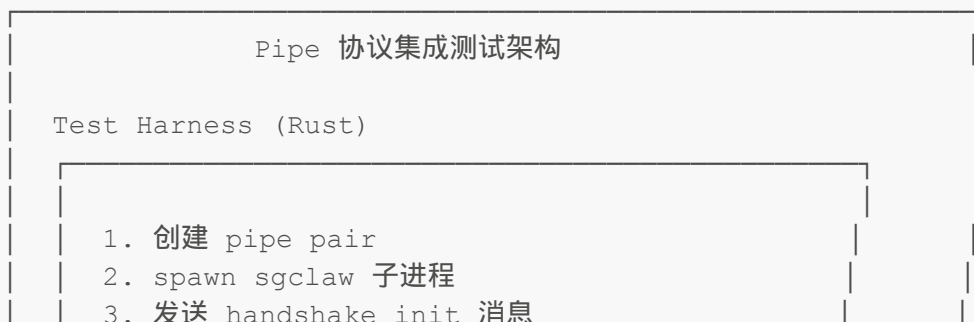 Pipe 协议集成测试架构
Test Harness (Rust)
1. 创建 pipe pair
2. spawn sgclaw 子进程
3. 发送 handshake init 消息